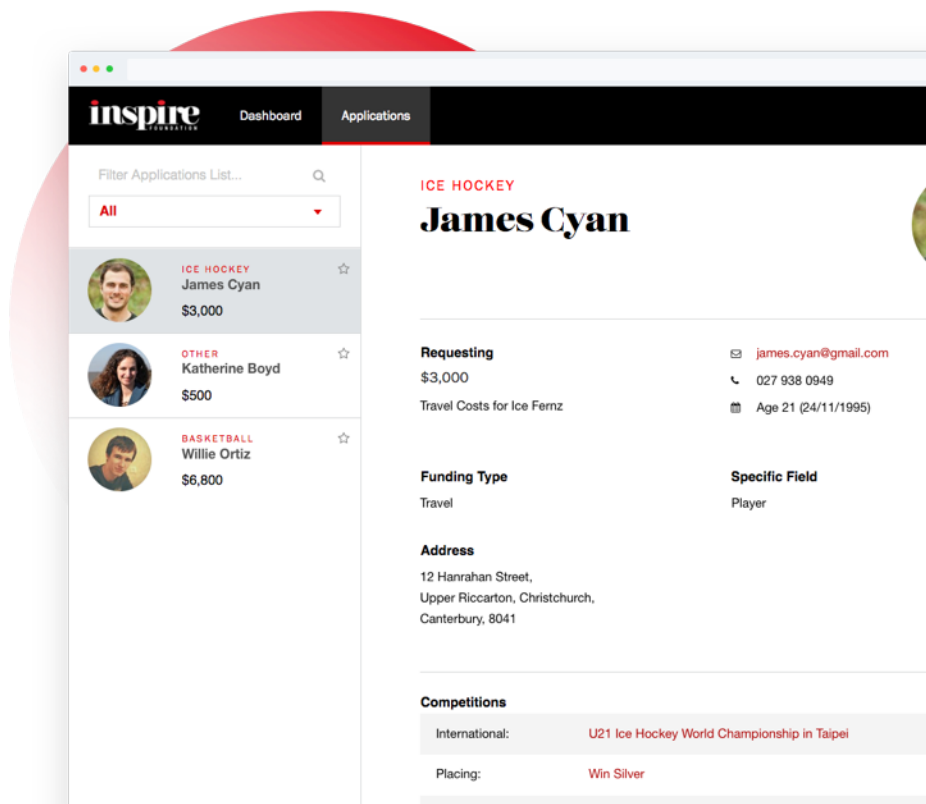 inspire
FOUNDATION
Dashboard
Applications
Filter Applications List...
All
ICE HOCKEY
James Cyan
$3,000
OTHER
Katherine Boyd
$500
BASKETBALL
Willie Ortiz
$6,800
ICE HOCKEY
James Cyan
Requesting
$3,000
Travel Costs for Ice Fernz
james.cyan@gmail.com
027 938 0949
Age 21 (24/11/1995)
Funding Type
Travel
Specific Field
Player
Address
12 Hanrahan Street,
Upper Riccarton, Christchurch,
Canterbury, 8041
Competitions
International:
U21 Ice Hockey World Championship in Taipei
Placing:
Win Silver